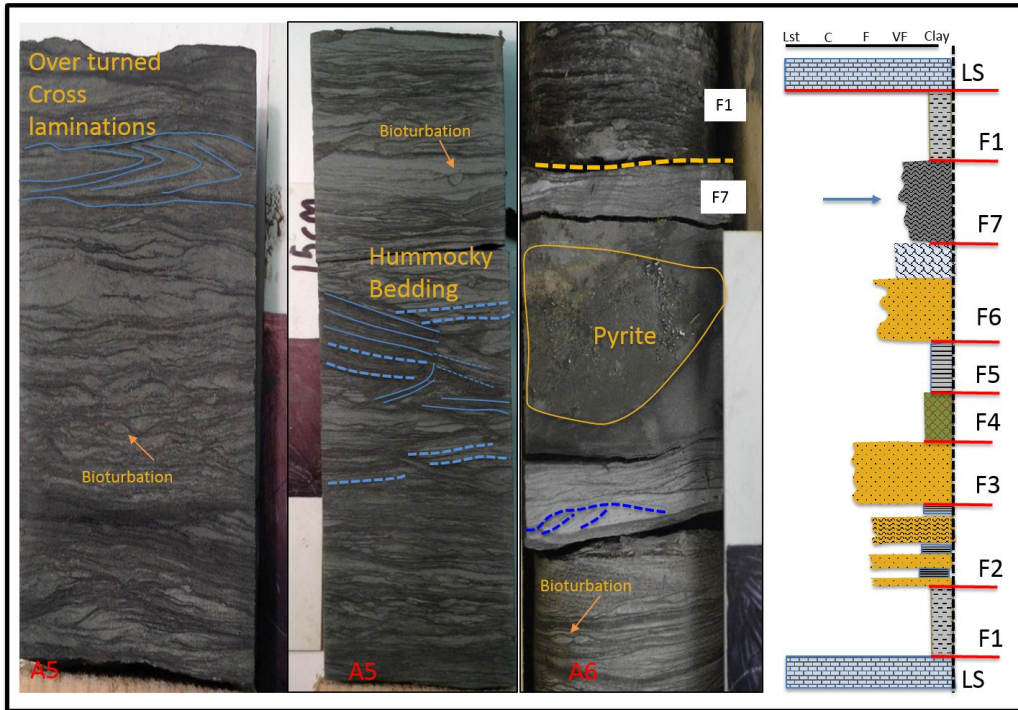 Over turned
Cross
laminations
Bioturbation
A5
15cm
Bioturbation
Hummocky
Bedding
A5
F1
F7
Pyrite
Bioturbation
A6
Lst C F VF Clay
LS
F1
F7
F6
F5
F4
F3
F2
F1
LS